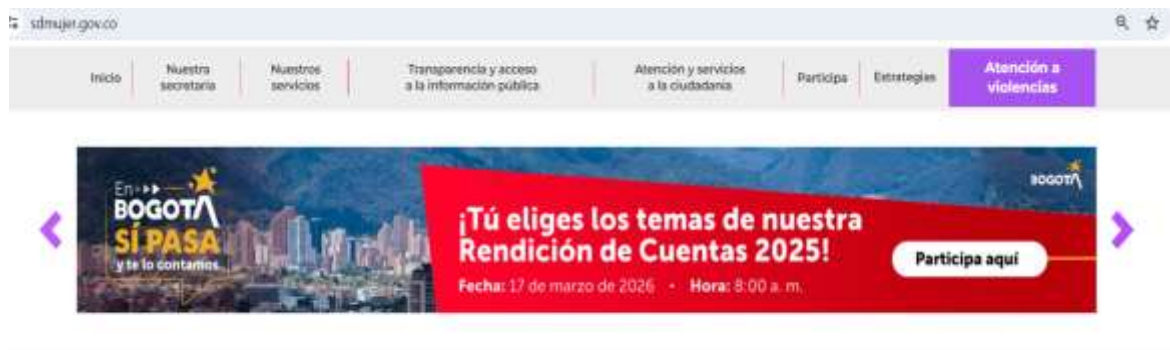 sdmujer.gov.co
Inicio
Nuestra
secretaría
Nuestros
servicios
Transparencia y acceso
a la información pública
Atención y servicios
a la ciudadanía
Participa
Estrategias
Atención a
violencias
En
BOGOTÁ
SÍ PASA
y te lo contamos
BOGOTÁ
¡Tú eliges los temas de nuestra
Rendición de Cuentas 2025!
Participa aquí
Fecha: 17 de marzo de 2026 • Hora: 8:00 a. m.